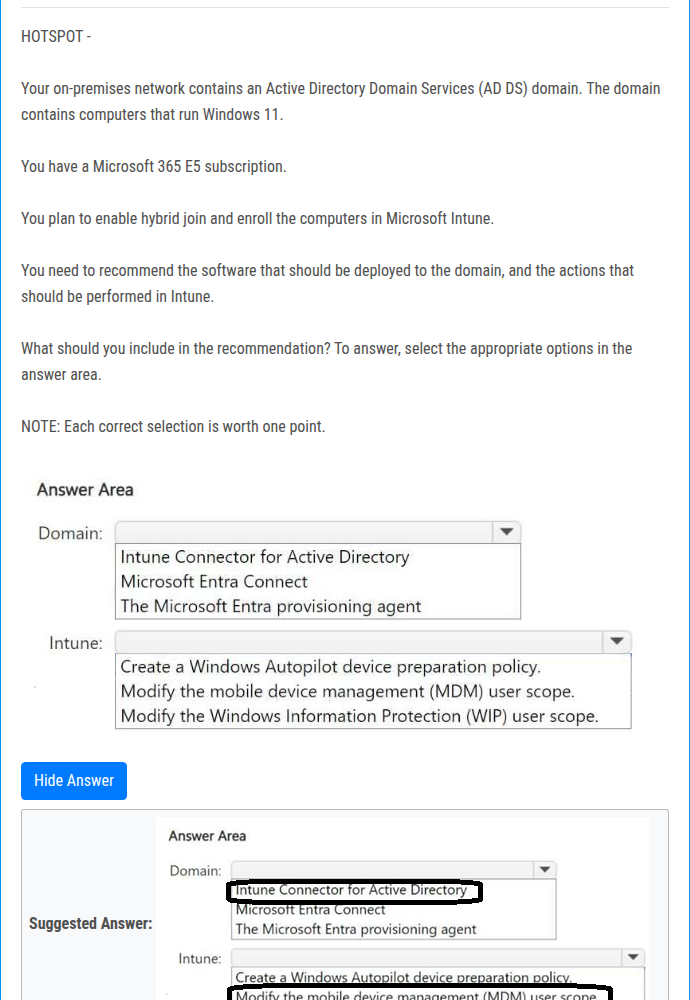 HOTSPOT -
Your on-premises network contains an Active Directory Domain Services (AD DS) domain. The domain
contains computers that run Windows 11.
You have a Microsoft 365 E5 subscription.
You plan to enable hybrid join and enroll the computers in Microsoft Intune.
You need to recommend the software that should be deployed to the domain, and the actions that
should be performed in Intune.
What should you include in the recommendation? To answer, select the appropriate options in the
answer area.
NOTE: Each correct selection is worth one point.
Answer Area
Domain:
Intune Connector for Active Directory
Microsoft Entra Connect
The Microsoft Entra provisioning agent
Intune:
Create a Windows Autopilot device preparation policy.
Modify the mobile device management (MDM) user scope.
Modify the Windows Information Protection (WIP) user scope.
Hide Answer
Suggested Answer:
Answer Area
Domain:
Intune Connector for Active Directory
Microsoft Entra Connect
The Microsoft Entra provisioning agent
Intune:
Create a Windows Autopilot device preparation policy.
Modify the mobile device management (MDM) user scope.